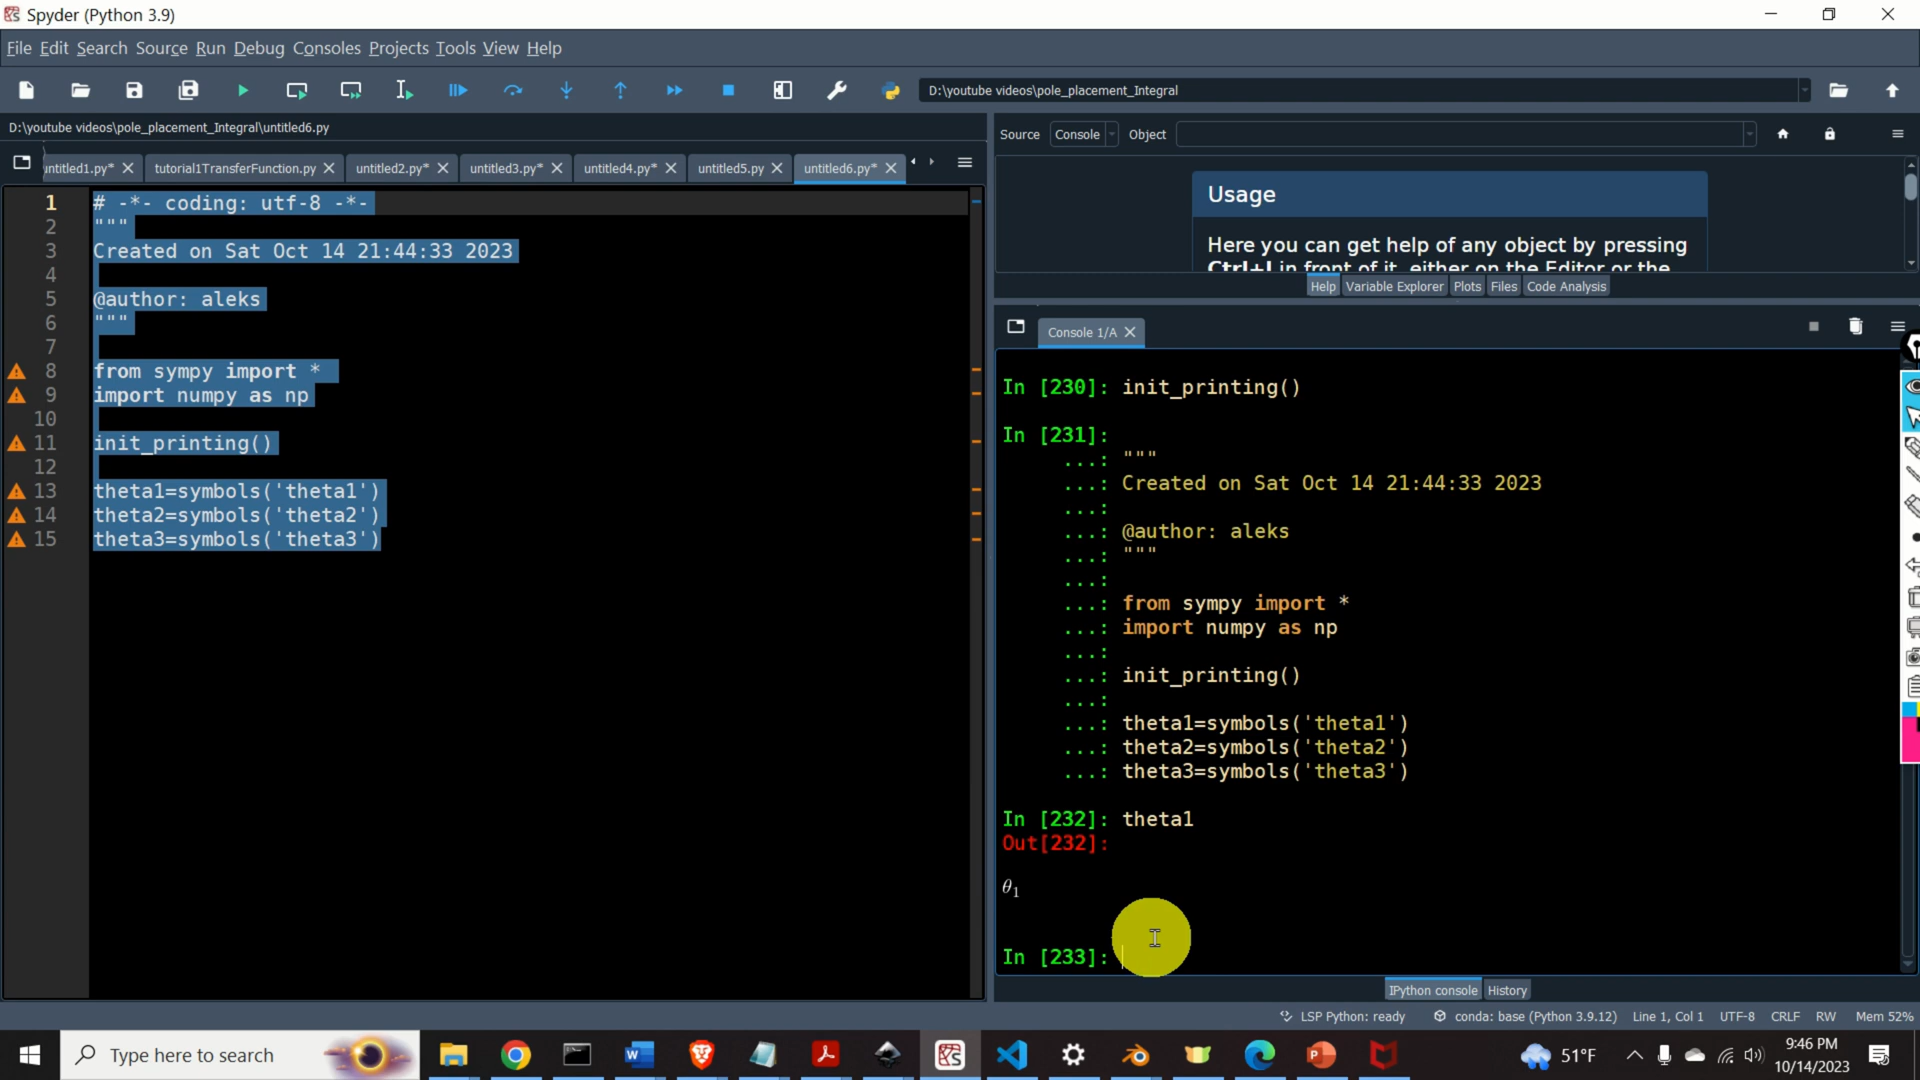 Spyder (Python 3.9)
File Edit Search Source Run Debug Consoles Projects Tools View Help
D:\youtube videos\pole_placement_Integral
D:\youtube videos\pole_placement_Integral\untitled6.py
Source Console Object
untitled1.py* tutorial1TransferFunction.py untitled2.py* untitled3.py* untitled4.py* untitled5.py untitled6.py*
1 # -*- coding: utf-8 -*-
2 """
3 Created on Sat Oct 14 21:44:33 2023
4
5 @author: aleks
6 """
7
8 from sympy import *
9 import numpy as np
10
11 init_printing()
12
13 theta1=symbols('theta1')
14 theta2=symbols('theta2')
15 theta3=symbols('theta3')
Usage
Here you can get help of any object by pressing
Ctrl+I in front of it, either on the Editor or the
Help Variable Explorer Plots Files Code Analysis
Console 1/A
In [230]: init_printing()
In [231]:
...: """
...: Created on Sat Oct 14 21:44:33 2023
...:
...: @author: aleks
...: """
...:
...: from sympy import *
...: import numpy as np
...:
...: init_printing()
...:
...: theta1=symbols('theta1')
...: theta2=symbols('theta2')
...: theta3=symbols('theta3')
In [232]: theta1
Out[232]:
θ₁
In [233]:
IPython console History
LSP Python: ready conda: base (Python 3.9.12) Line 1, Col 1 UTF-8 CRLF RW Mem 52%
Type here to search
51°F
9:46 PM
10/14/2023